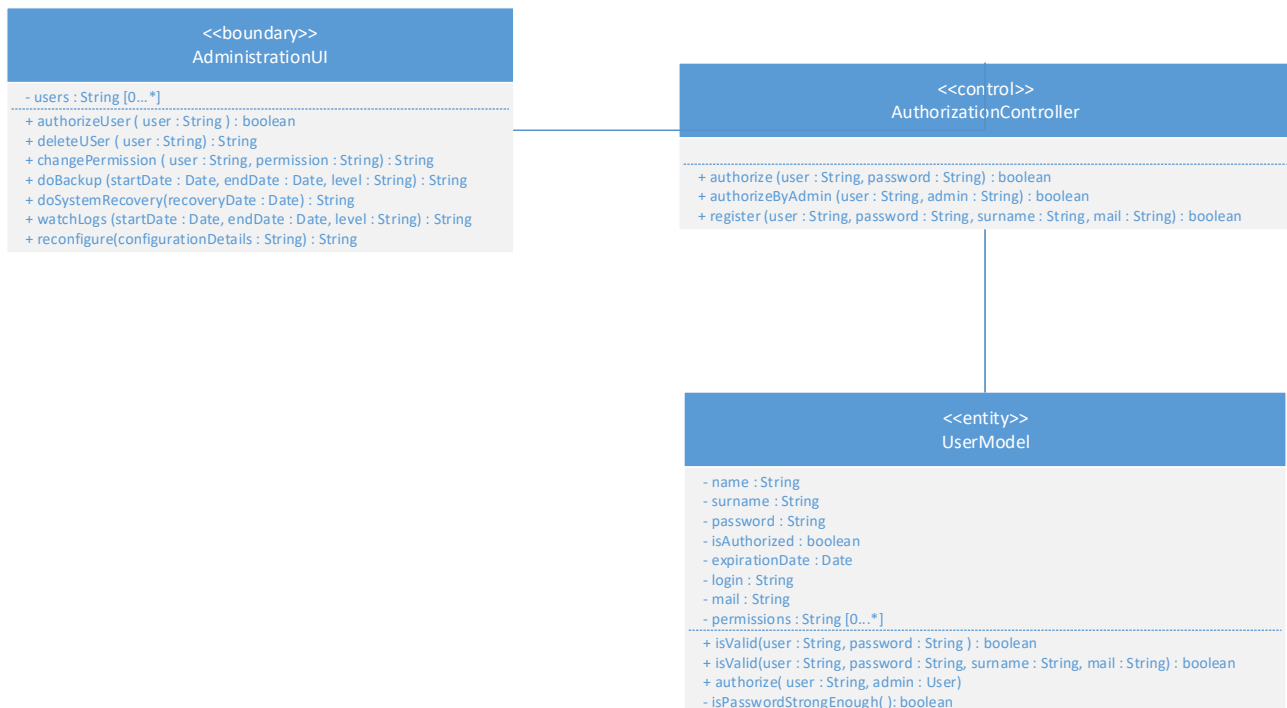 <<boundary>>
AdministrationUI
- users : String [0...*]
+ authorizeUser ( user : String ) : boolean
+ deleteUSer ( user : String) : String
+ changePermission ( user : String, permission : String) : String
+ doBackup (startDate : Date, endDate : Date, level : String) : String
+ doSystemRecovery(recoveryDate : Date) : String
+ watchLogs (startDate : Date, endDate : Date, level : String) : String
+ reconfigure(configurationDetails : String) : String
<<control>>
AuthorizationController
+ authorize (user : String, password : String) : boolean
+ authorizeByAdmin (user : String, admin : String) : boolean
+ register (user : String, password : String, surname : String, mail : String) : boolean
<<entity>>
UserModel
- name : String
- surname : String
- password : String
- isAuthorized : boolean
- expirationDate : Date
- login : String
- mail : String
- permissions : String [0...*]
+ isValid(user : String, password : String ) : boolean
+ isValid(user : String, password : String, surname : String, mail : String) : boolean
+ authorize( user : String, admin : User)
- isPasswordStrongEnough( ): boolean